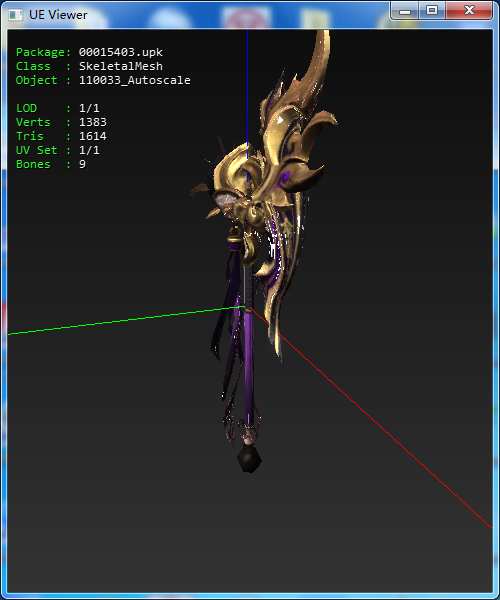 UE Viewer
Package: 00015403.upk
Class  : SkeletalMesh
Object : 110033_Autoscale
LOD    : 1/1
Verts  : 1383
Tris   : 1614
UV Set : 1/1
Bones  : 9